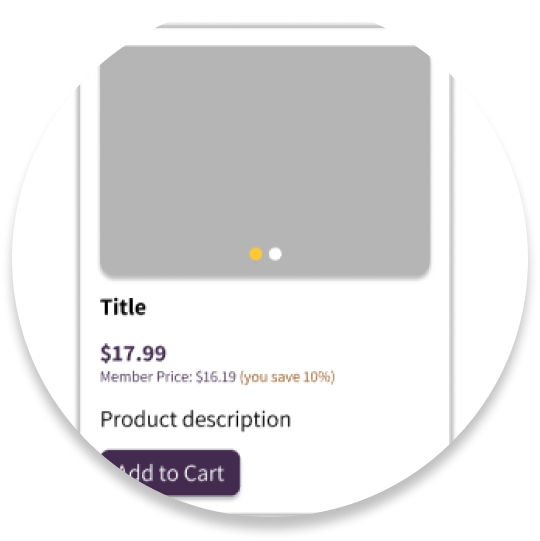 Title
$17.99
Member Price: $16.19 (you save 10%)
Product description
Add to Cart